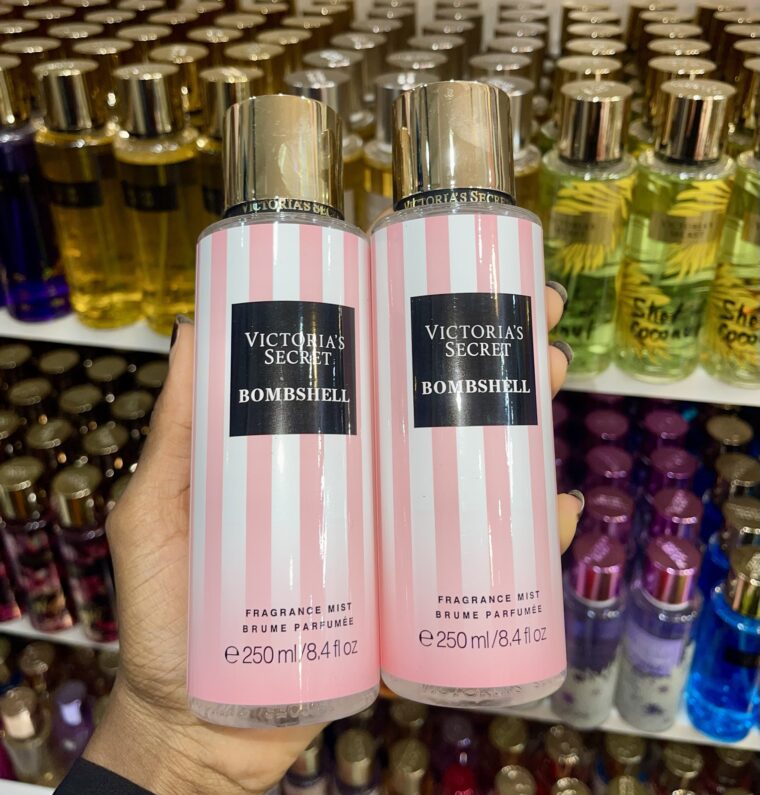 VICTORIA'S SECRET
VICTORIA'S
SECRET
BOMBSHELL
FRAGRANCE MIST
BRUME PARFUMÉE
e 250 ml/8.4 fl oz
VICTORIA'S SECRET
VICTORIA'S
SECRET
BOMBSHELL
FRAGRANCE MIST
BRUME PARFUMÉE
e 250 ml/8.4 fl oz
Coconut